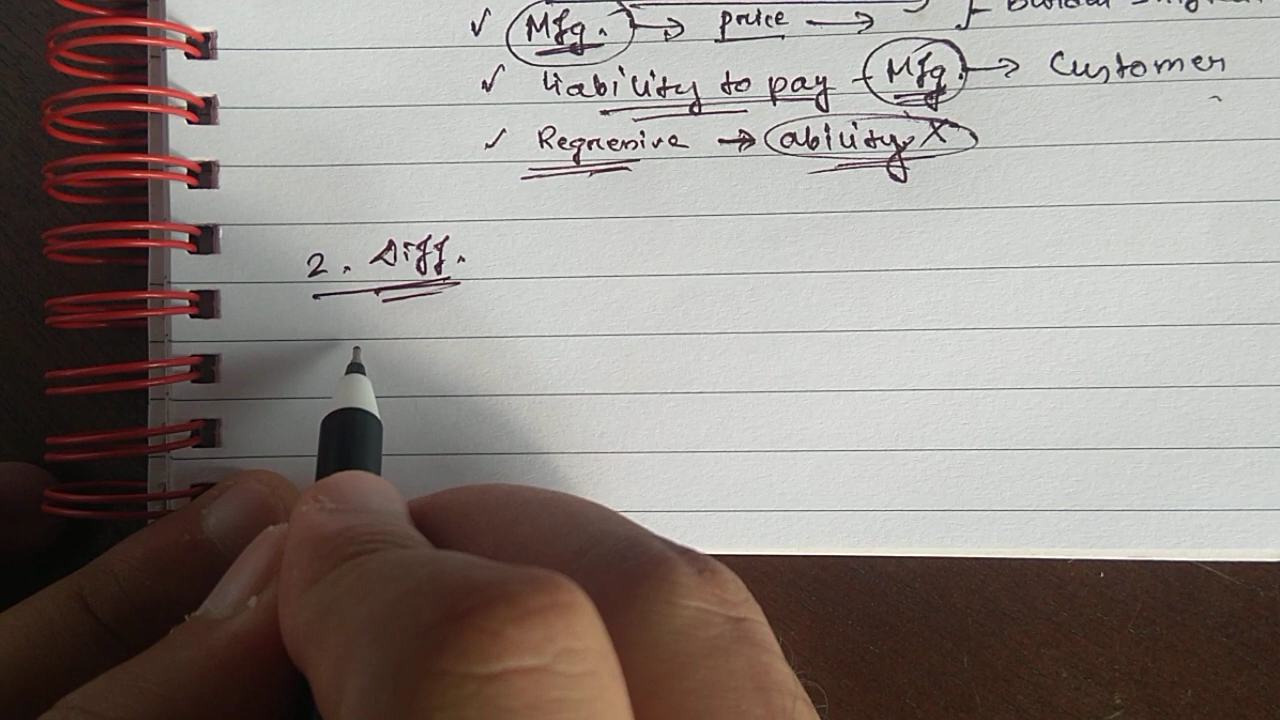 ✓ Mfg. → price →
✓ liability to pay - Mfg. → Customer
✓ Regressive → ability X
2. Diff.